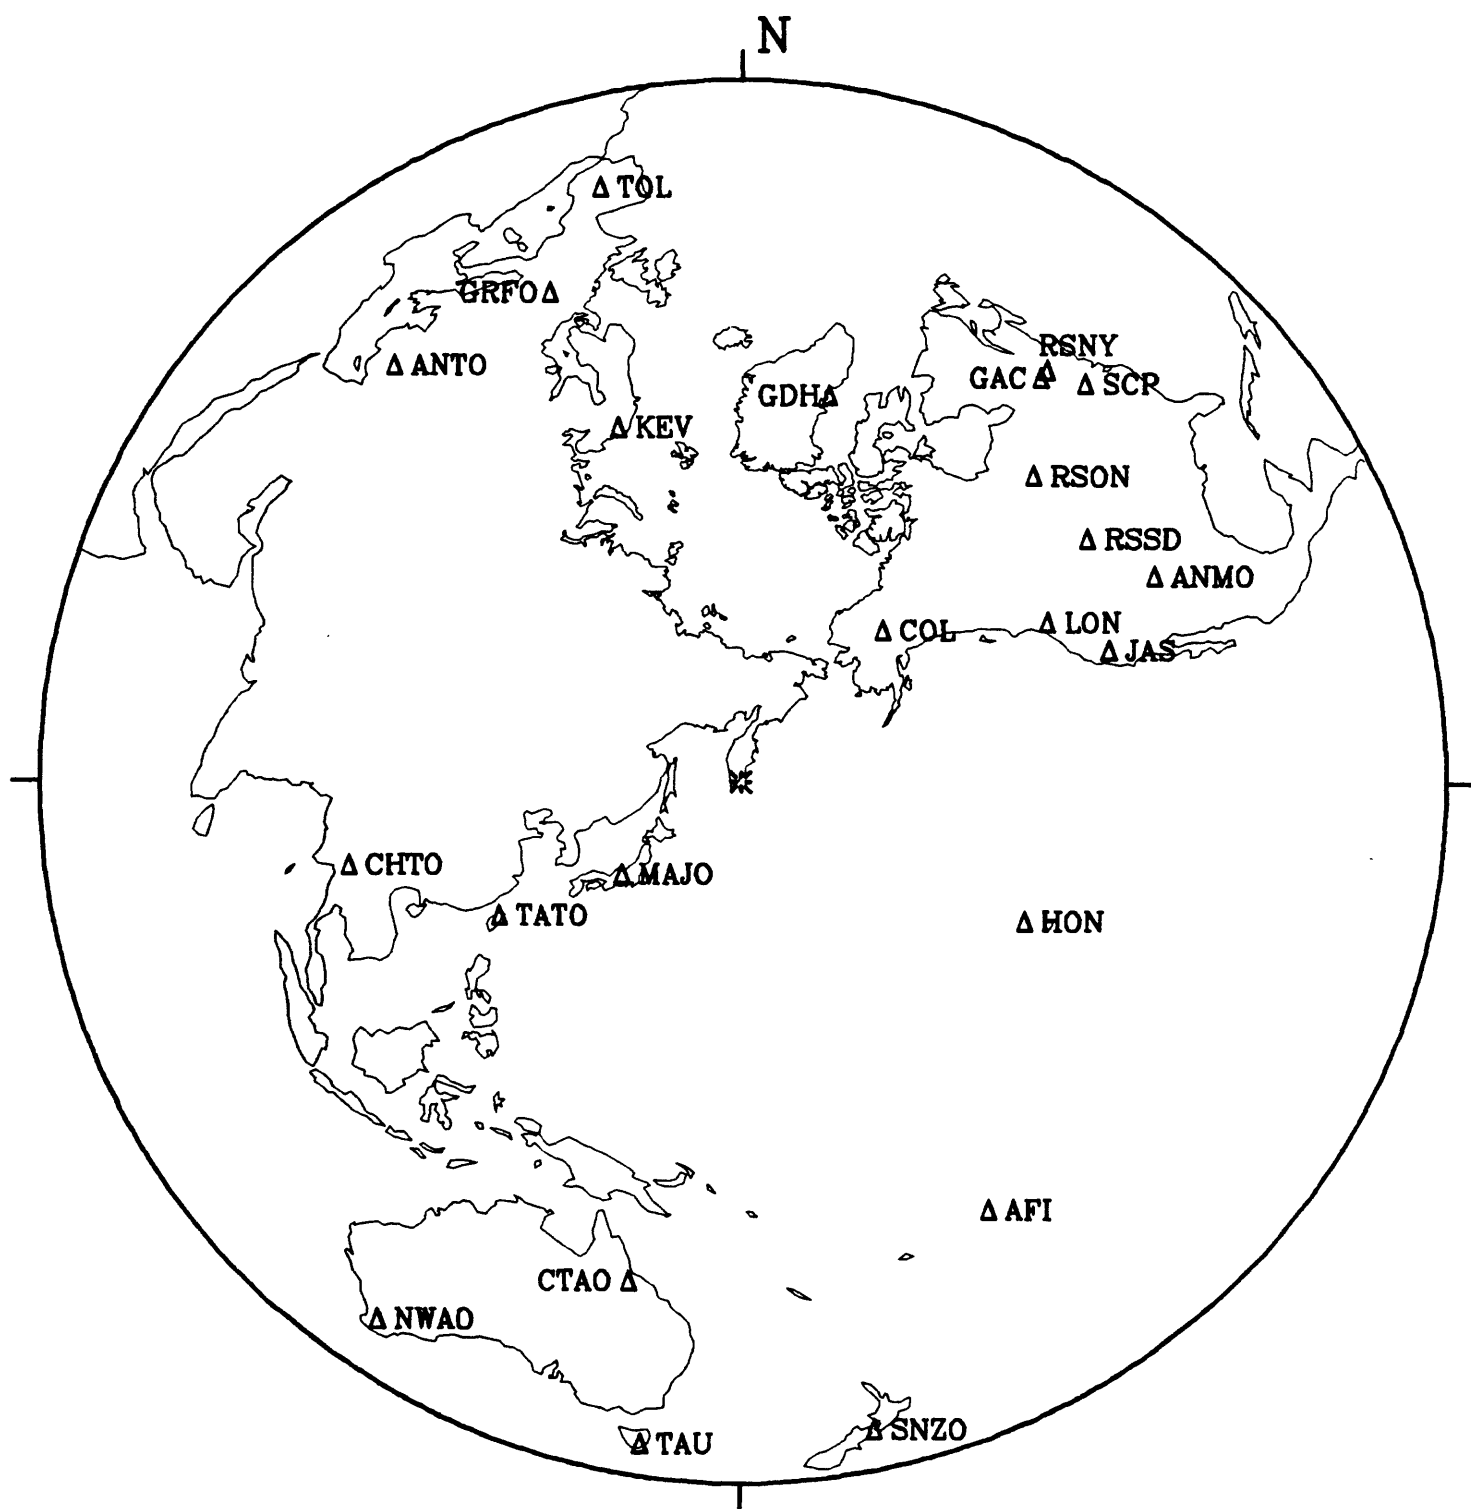 N
TOL
GRFO
ANTO
RSNY
GAC
SCP
GDH
KEV
RSON
RSSD
ANMO
LON
COL
JAS
CHTO
MAJO
TATO
HON
AFI
CTAO
NWAO
SNZO
TAU